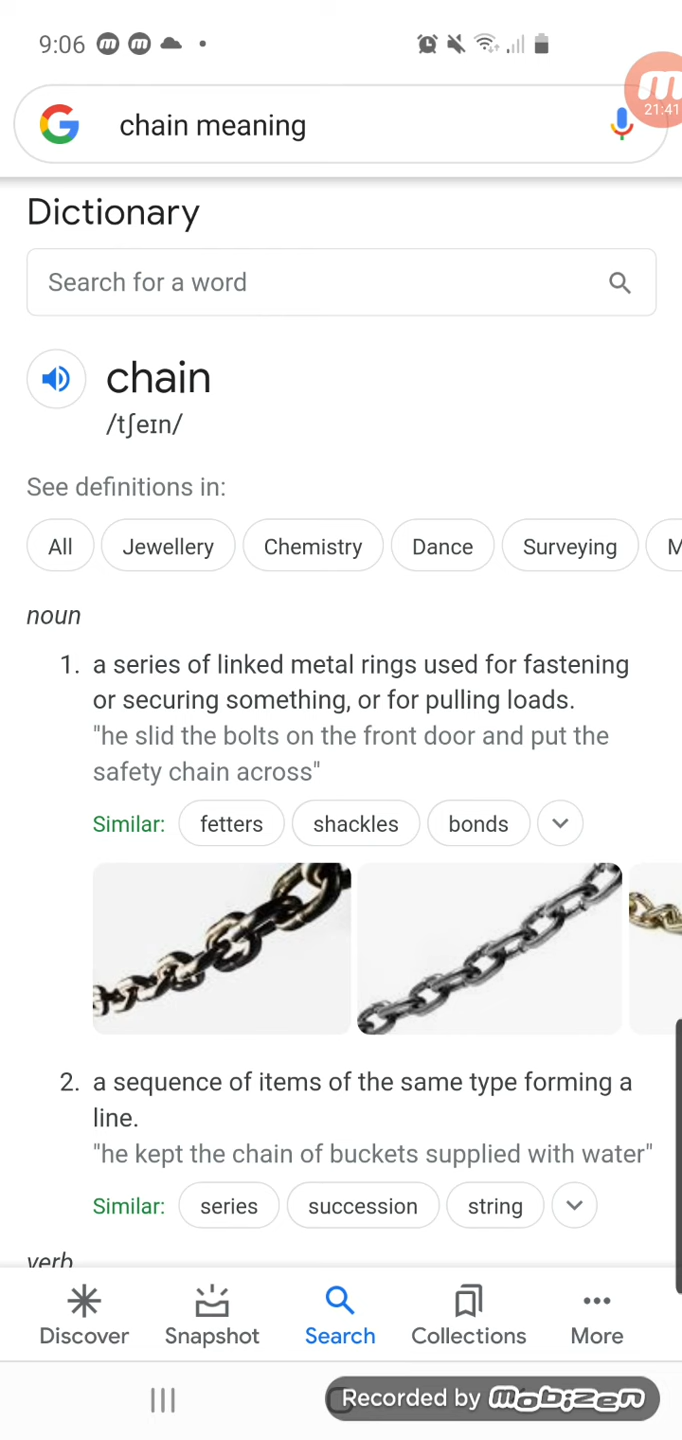 9:06
21:41
chain meaning
Dictionary
Search for a word
chain
/tʃeɪn/
See definitions in:
All Jewellery Chemistry Dance Surveying M
noun
1. a series of linked metal rings used for fastening
or securing something, or for pulling loads.
"he slid the bolts on the front door and put the
safety chain across"
Similar: fetters shackles bonds
2. a sequence of items of the same type forming a
line.
"he kept the chain of buckets supplied with water"
Similar: series succession string
verb
Discover Snapshot Search Collections More
Recorded by mobizen